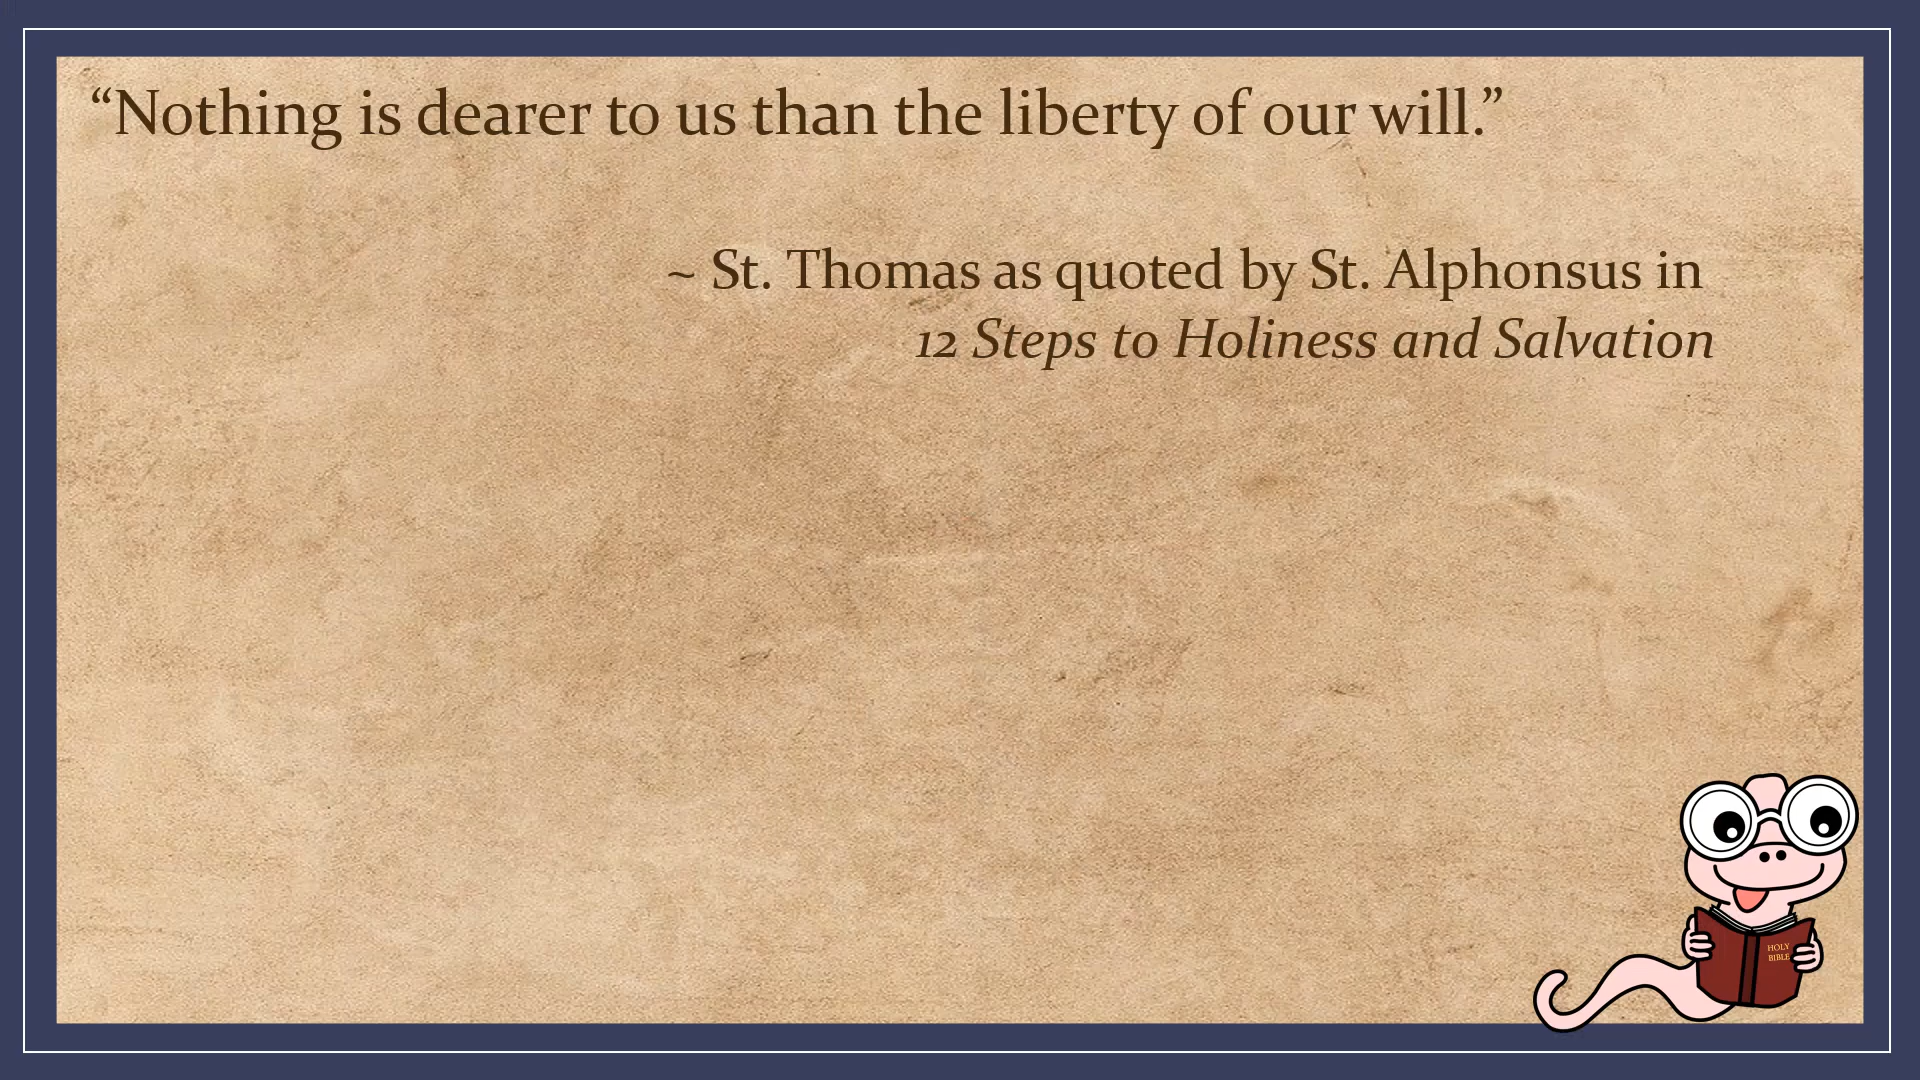 “Nothing is dearer to us than the liberty of our will.”
~ St. Thomas as quoted by St. Alphonsus in
12 Steps to Holiness and Salvation
HOLY
BIBLE